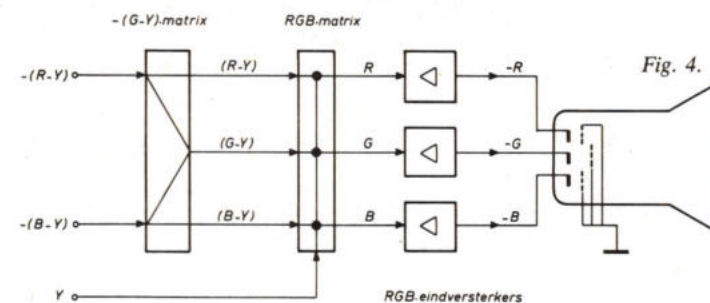 -(G-Y)-matrix
RGB-matrix
-(R-Y)
(R-Y)
R
-R
Fig. 4.
(G-Y)
G
-G
-(B-Y)
(B-Y)
B
-B
Y
RGB-eindversterkers